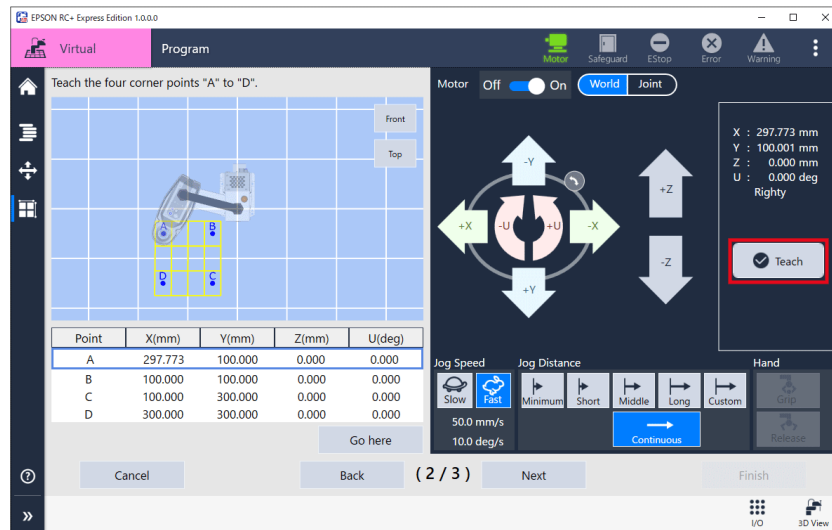 EPSON RC+ Express Edition 1.0.0.0
Virtual
Program
Motor
Safeguard
EStop
Error
Warning
Teach the four corner points "A" to "D".
Front
Top
A
B
D
C
Point X(mm) Y(mm) Z(mm) U(deg)
A 297.773 100.000 0.000 0.000
B 100.000 100.000 0.000 0.000
C 100.000 300.000 0.000 0.000
D 300.000 300.000 0.000 0.000
Go here
Motor Off On World Joint
-Y
+X -U +U -X
+Y
+Z
-Z
X : 297.773 mm
Y : 100.001 mm
Z : 0.000 mm
U : 0.000 deg
Righty
Teach
Jog Speed
Slow Fast
50.0 mm/s
10.0 deg/s
Jog Distance
Minimum Short Middle Long Custom
Continuous
Hand
Grip
Release
Cancel Back ( 2 / 3 ) Next Finish
I/O 3D View